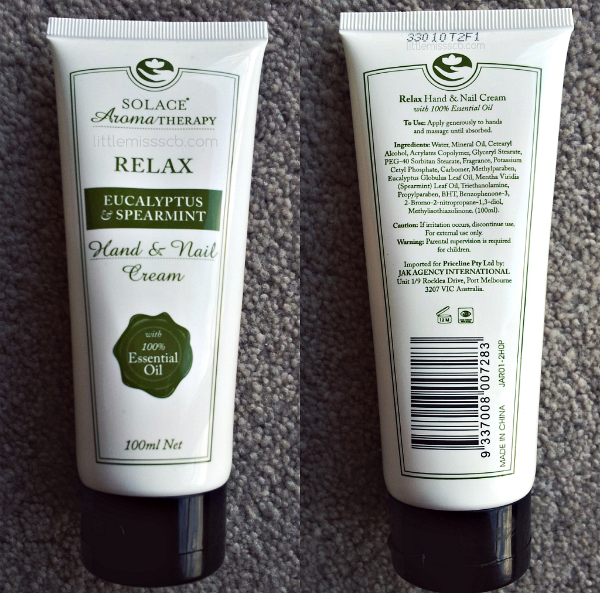 SOLACE®
AromaTHERAPY
littlemissscb.com
RELAX
EUCALYPTUS
& SPEARMINT
Hand & Nail
Cream
with
100%
Essential
Oil
100ml Net
33010T2F1
littlemissscb.com
Relax Hand & Nail Cream
with 100% Essential Oil
To Use: Apply generously to hands
and massage until absorbed.
Ingredients: Water, Mineral Oil, Cetearyl
Alcohol, Acrylates Copolymer, Glyceryl Stearate,
PEG-40 Sorbitan Stearate, Fragrance, Potassium
Cetyl Phosphate, Carbomer, Methylparaben,
Eucalyptus Globulus Leaf Oil, Mentha Viridis
(Spearmint) Leaf Oil, Triethanolamine,
Propylparaben, BHT, Benzophenone-3,
2-Bromo-2-nitropropane-1,3-diol,
Methylisothiazolinone. (100ml).
Caution: If irritation occurs, discontinue use.
For external use only.
Warning: Parental supervision is required
for children.
Imported for Priceline Pty Ltd by:
JAK AGENCY INTERNATIONAL
Unit 1/9 Rocklea Drive, Port Melbourne
3207 VIC Australia.
9 337008 007283
MADE IN CHINA JAR01-2H0P